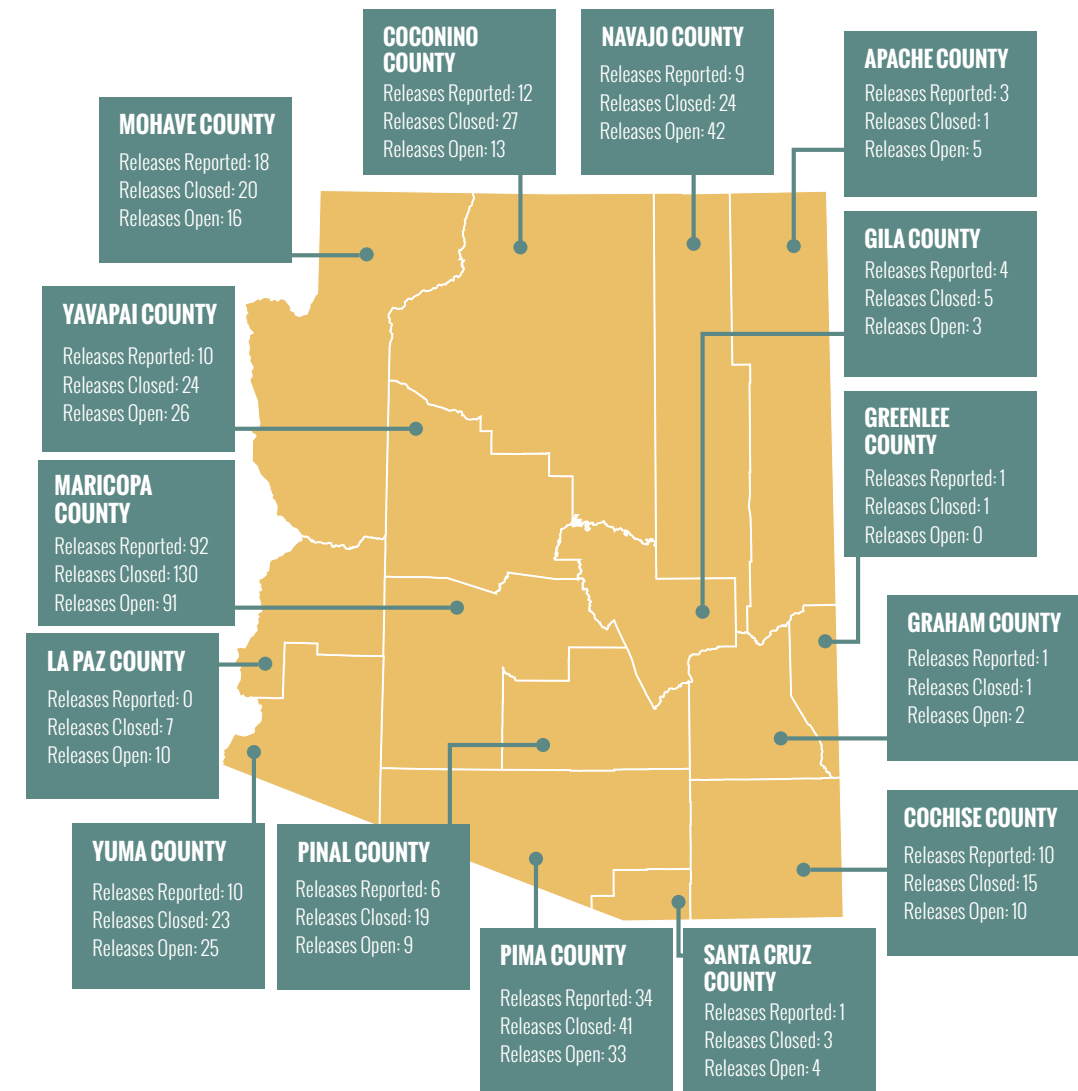 COCONINO
COUNTY
Releases Reported: 12
Releases Closed: 27
Releases Open: 13
NAVAJO COUNTY
Releases Reported: 9
Releases Closed: 24
Releases Open: 42
APACHE COUNTY
Releases Reported: 3
Releases Closed: 1
Releases Open: 5
MOHAVE COUNTY
Releases Reported: 18
Releases Closed: 20
Releases Open: 16
GILA COUNTY
Releases Reported: 4
Releases Closed: 5
Releases Open: 3
YAVAPAI COUNTY
Releases Reported: 10
Releases Closed: 24
Releases Open: 26
GREENLEE
COUNTY
Releases Reported: 1
Releases Closed: 1
Releases Open: 0
MARICOPA
COUNTY
Releases Reported: 92
Releases Closed: 130
Releases Open: 91
GRAHAM COUNTY
Releases Reported: 1
Releases Closed: 1
Releases Open: 2
LA PAZ COUNTY
Releases Reported: 0
Releases Closed: 7
Releases Open: 10
COCHISE COUNTY
Releases Reported: 10
Releases Closed: 15
Releases Open: 10
YUMA COUNTY
Releases Reported: 10
Releases Closed: 23
Releases Open: 25
PINAL COUNTY
Releases Reported: 6
Releases Closed: 19
Releases Open: 9
PIMA COUNTY
Releases Reported: 34
Releases Closed: 41
Releases Open: 33
SANTA CRUZ
COUNTY
Releases Reported: 1
Releases Closed: 3
Releases Open: 4